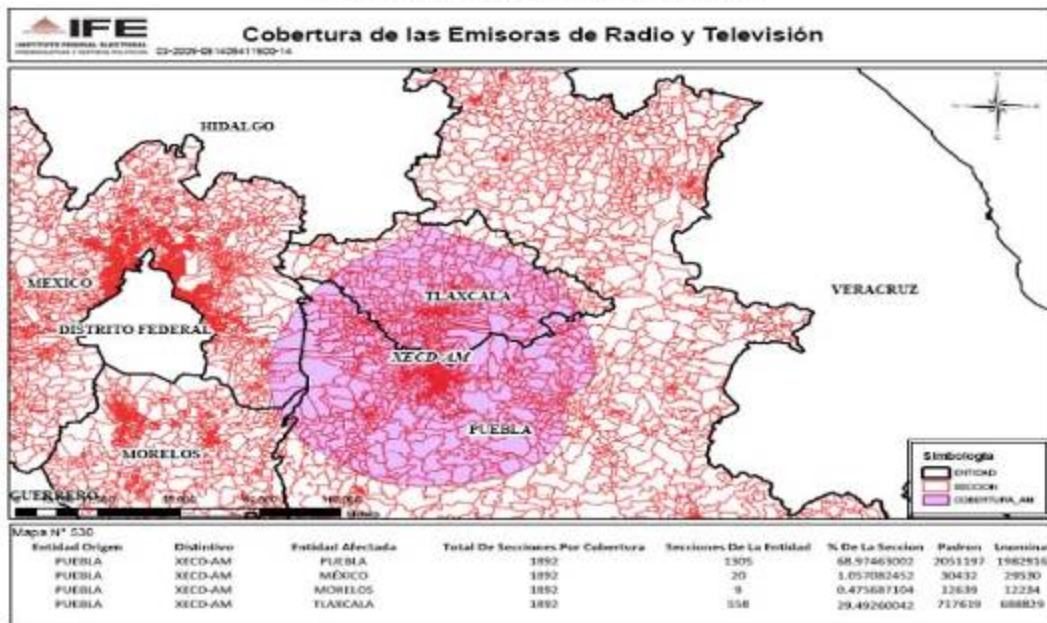 IFE
INSTITUTO FEDERAL ELECTORAL
Cobertura de las Emisoras de Radio y Televisión
HIDALGO
MEXICO
TLAXCALA
VERACRUZ
DISTRITO FEDERAL
XECD-AM
PUEBLA
MORELOS
GUERRERO
Simbologia
ENTIDAD
SECCION
COBERTURA_AM
Mapa N° 536
Entidad Origen Distintivo Entidad Afectada Total De Secciones Por Cobertura Secciones De La Entidad % De La Seccion Padron Lnominal
PUEBLA XECD-AM PUEBLA 1892 1305 68.97463002 2051197 1982916
PUEBLA XECD-AM MÉXICO 1892 20 1.057082452 30432 29530
PUEBLA XECD-AM MORELOS 1892 9 0.475687104 12639 12234
PUEBLA XECD-AM TLAXCALA 1892 558 29.49260042 717619 688829